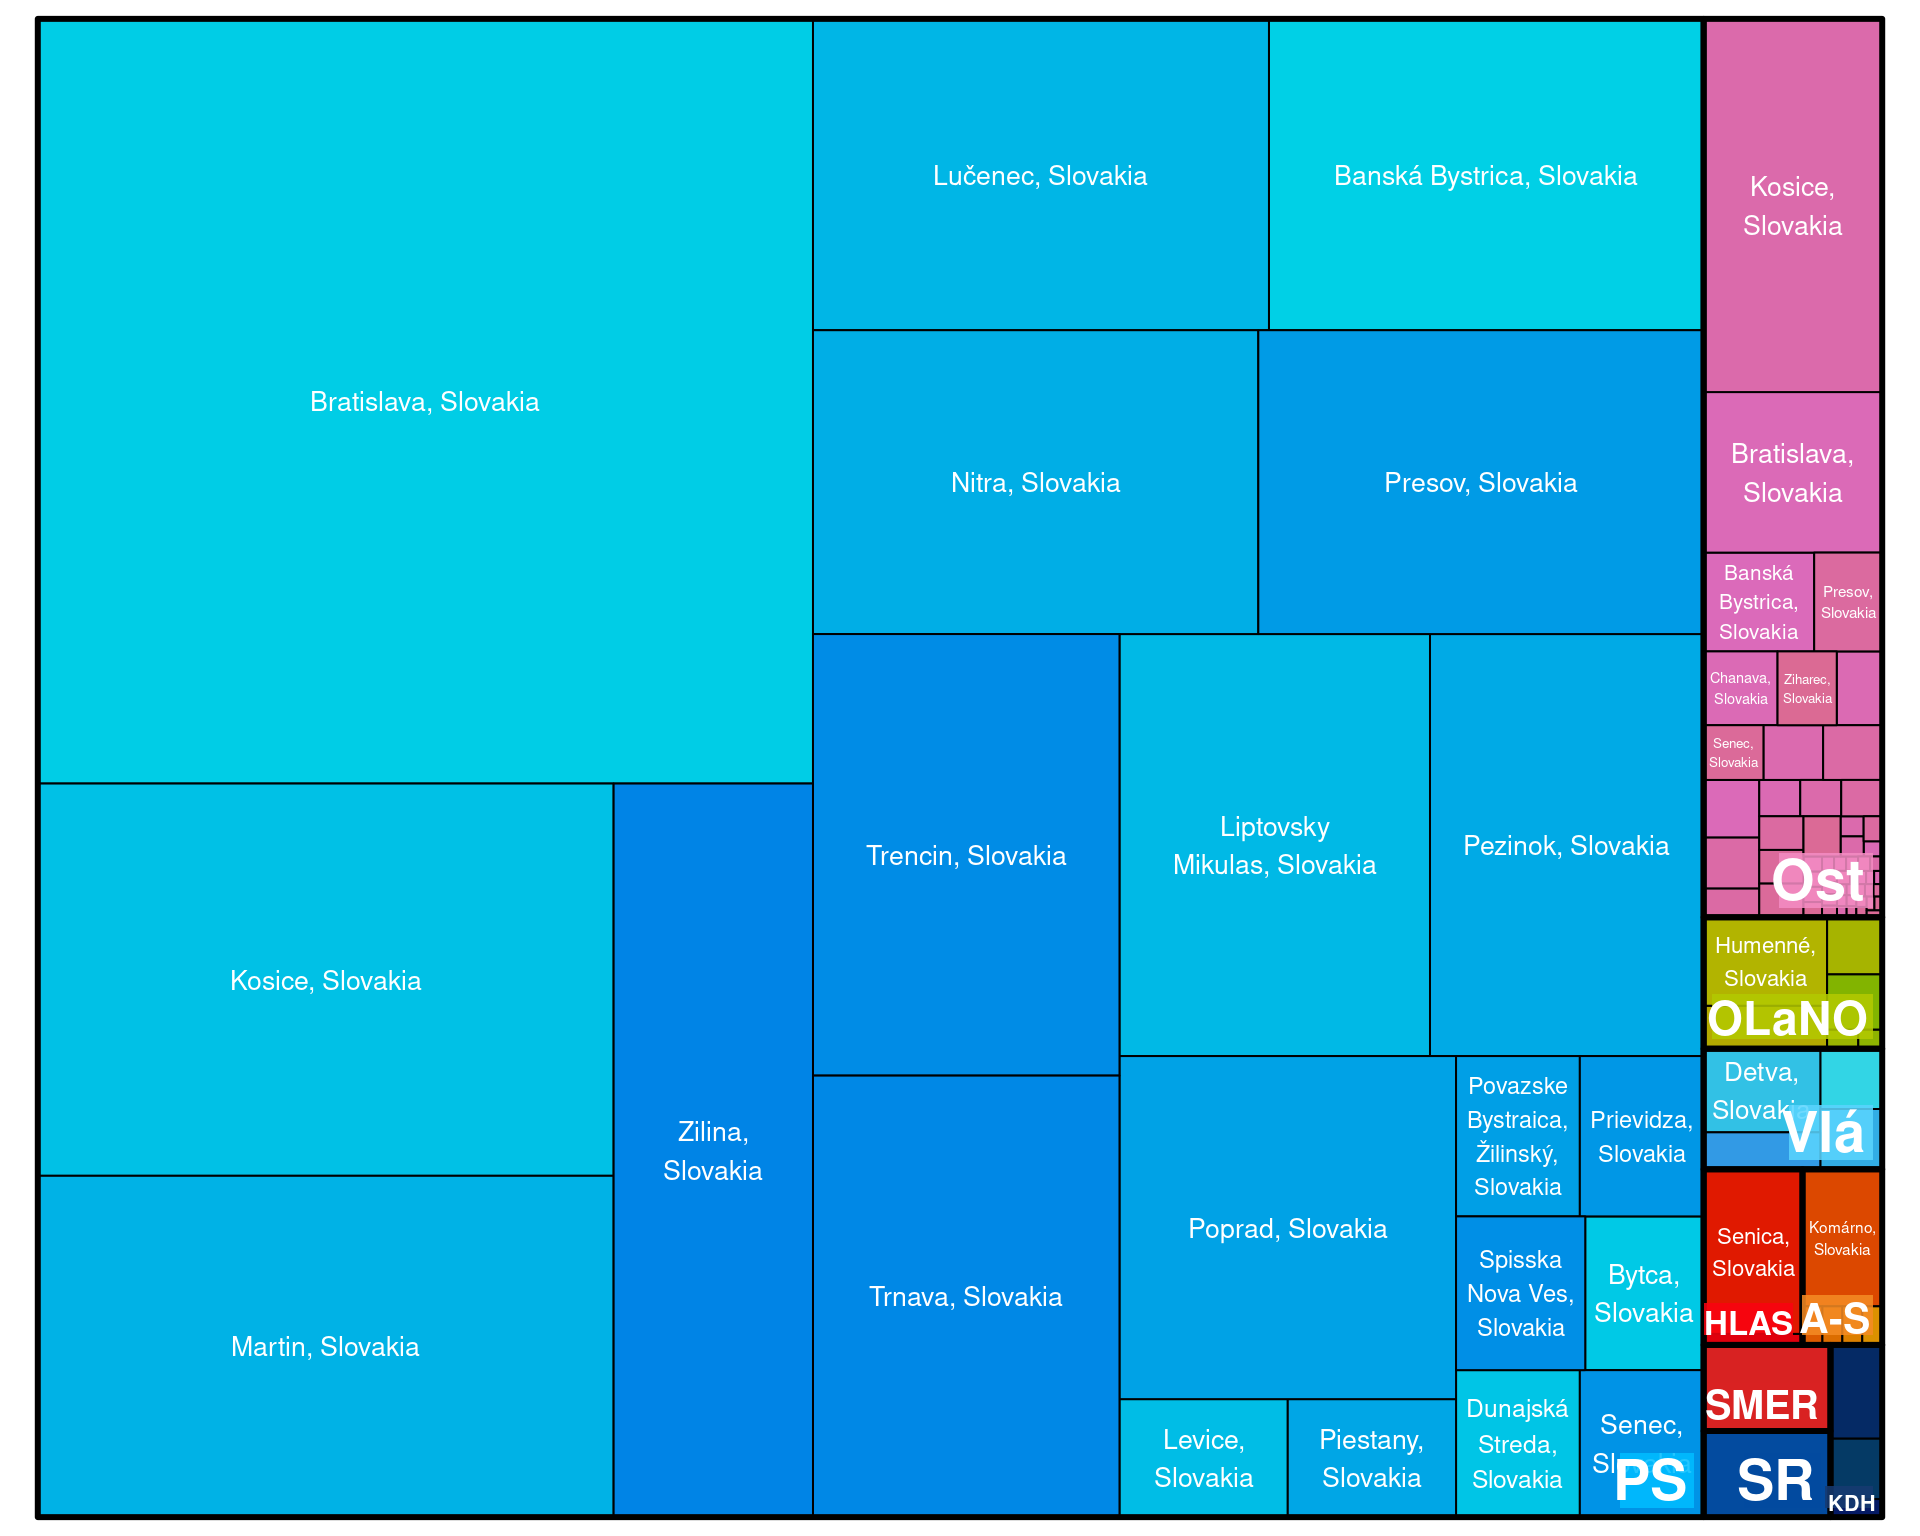 Bratislava, Slovakia
Lučenec, Slovakia
Banská Bystrica, Slovakia
Nitra, Slovakia
Presov, Slovakia
Kosice, Slovakia
Martin, Slovakia
Zilina,
Slovakia
Trencin, Slovakia
Trnava, Slovakia
Liptovsky
Mikulas, Slovakia
Pezinok, Slovakia
Poprad, Slovakia
Levice,
Slovakia
Piestany,
Slovakia
Povazske
Bystraica,
Žilinský,
Slovakia
Prievidza,
Slovakia
Spisska
Nova Ves,
Slovakia
Bytca,
Slovakia
Dunajská
Streda,
Slovakia
Senec,
Slovakia
PS
Kosice,
Slovakia
Bratislava,
Slovakia
Banská
Bystrica,
Slovakia
Presov,
Slovakia
Chanava,
Slovakia
Ziharec,
Slovakia
Senec,
Slovakia
Ost
Humenné,
Slovakia
OLaNO
Detva,
Slovakia
Vlá
Senica,
Slovakia
HLAS
Komárno,
Slovakia
A-S
SMER
SR
KDH